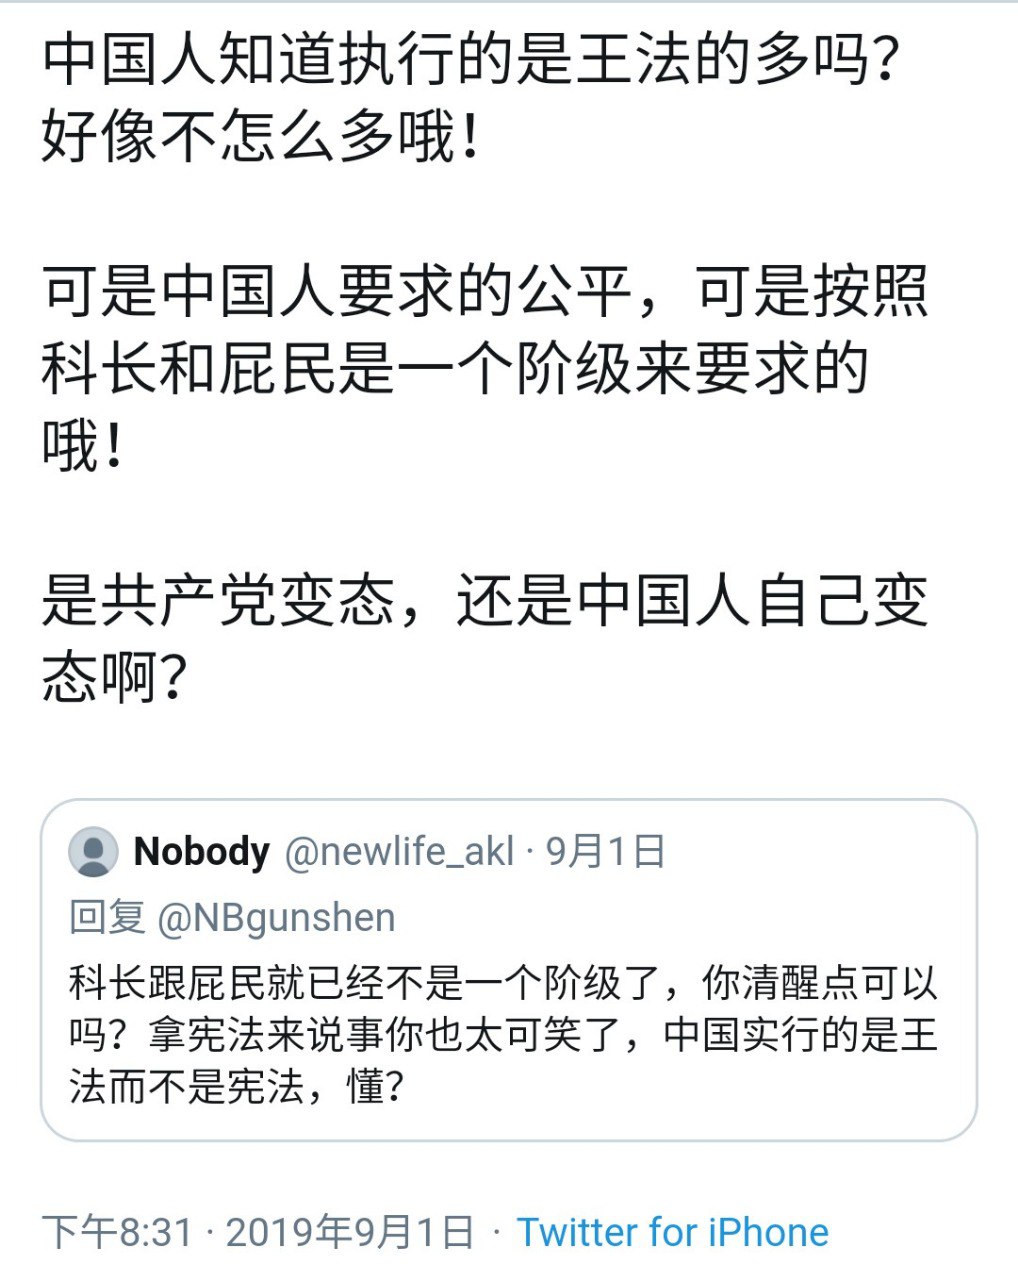 中国人知道执行的是王法的多吗？
好像不怎么多哦！
可是中国人要求的公平，可是按照
科长和屁民是一个阶级来要求的
哦！
是共产党变态，还是中国人自己变
态啊？
Nobody @newlife_akl · 9月1日
回复 @NBgunshen
科长跟屁民就已经不是一个阶级了，你清醒点可以
吗？拿宪法来说事你也太可笑了，中国实行的是王
法而不是宪法，懂？
下午8:31 · 2019年9月1日 · Twitter for iPhone